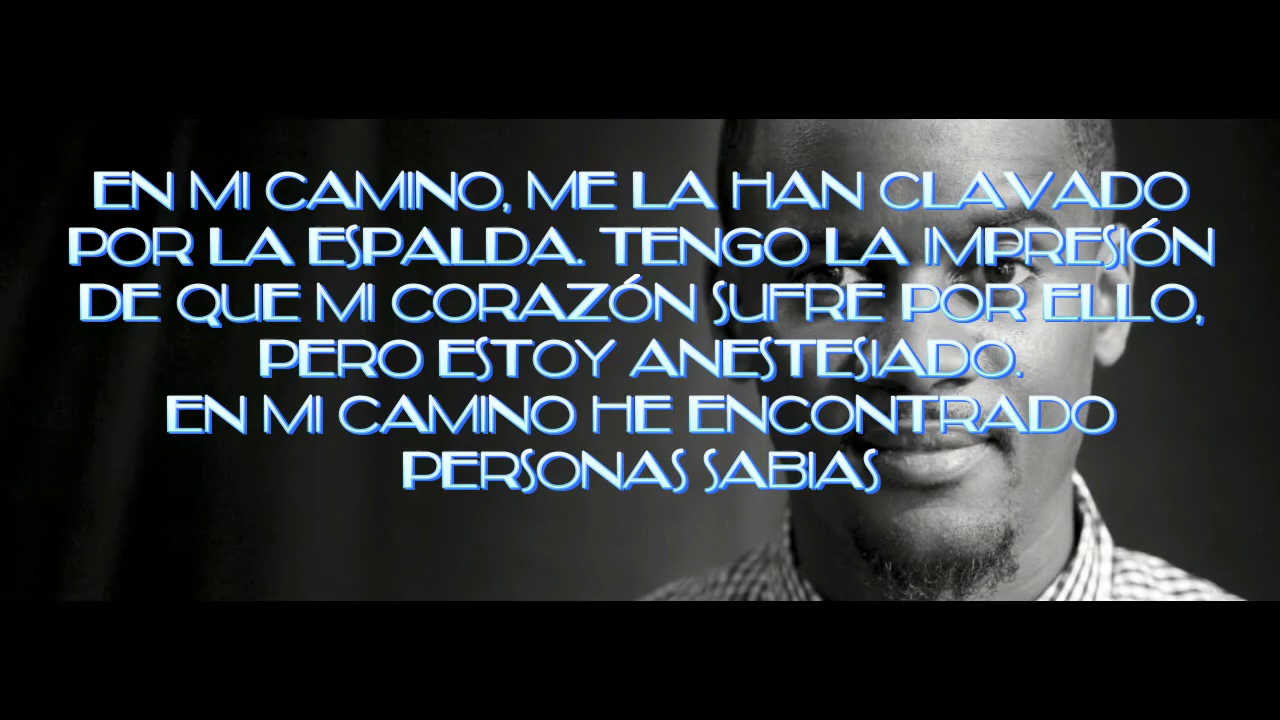 EN MI CAMINO, ME LA HAN CLAVADO
POR LA ESPALDA. TENGO LA IMPRESIÓN
DE QUE MI CORAZÓN SUFRE POR ELLO,
PERO ESTOY ANESTESIADO.
EN MI CAMINO HE ENCONTRADO
PERSONAS SABIAS